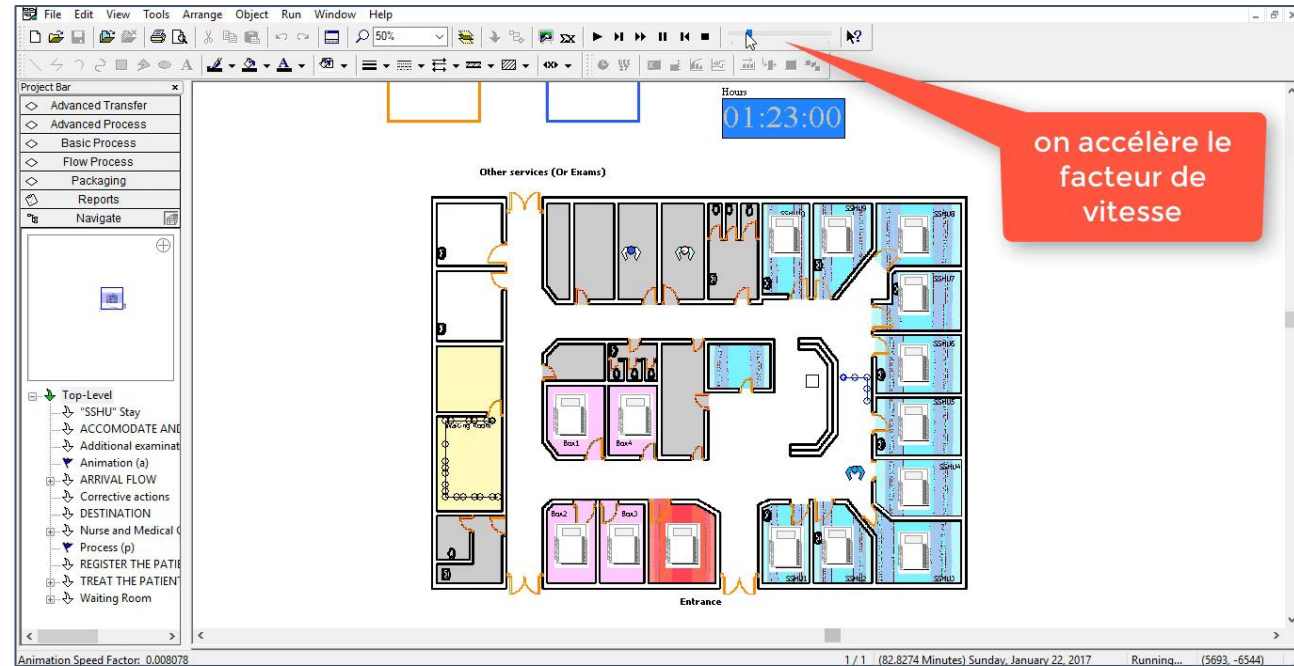 File Edit View Tools Arrange Object Run Window Help
50%
Project Bar
Advanced Transfer
Advanced Process
Basic Process
Flow Process
Packaging
Reports
Navigate
Top-Level
"SSHU" Stay
ACCOMODATE AND
Additional examinat
Animation (a)
ARRIVAL FLOW
Corrective actions
DESTINATION
Nurse and Medical
Process (p)
REGISTER THE PATIE
TREAT THE PATIENT
Waiting Room
Hours
01:23:00
on accélère le
facteur de
vitesse
Other services (Or Exams)
SSHU9
SSHU8
SSHU7
SSHU6
SSHU5
SSHU4
Waiting Room
Box1
Box4
Box2
Box3
SSHU1
SSHU2
SSHU3
Entrance
Animation Speed Factor: 0.008078
1 / 1 (82.8274 Minutes) Sunday, January 22, 2017 Running... (5693, -6544)